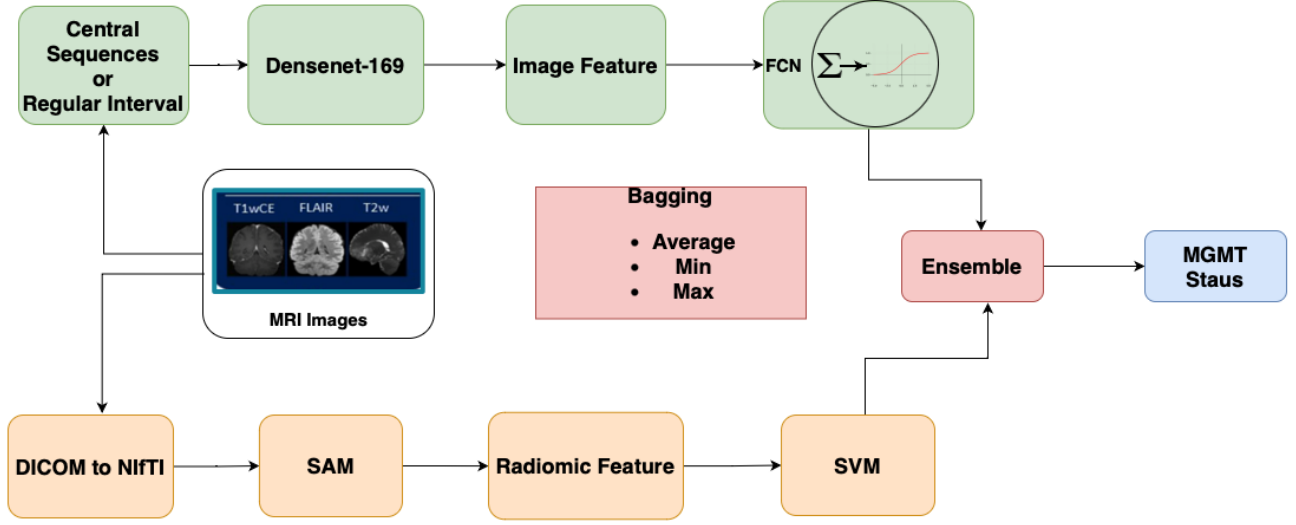 Central
Sequences
or
Regular Interval
Densenet-169
Image Feature
FCN
Σ
T1wCE FLAIR T2w
MRI Images
Bagging
• Average
• Min
• Max
Ensemble
MGMT
Staus
DICOM to NIfTI
SAM
Radiomic Feature
SVM